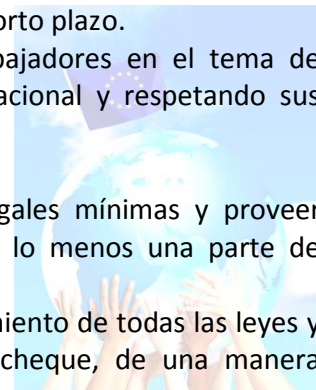 orto plazo.
bajadores en el tema de
acional y respetando sus
gales mínimas y proveer
lo menos una parte de
miento de todas las leyes y
cheque, de una manera